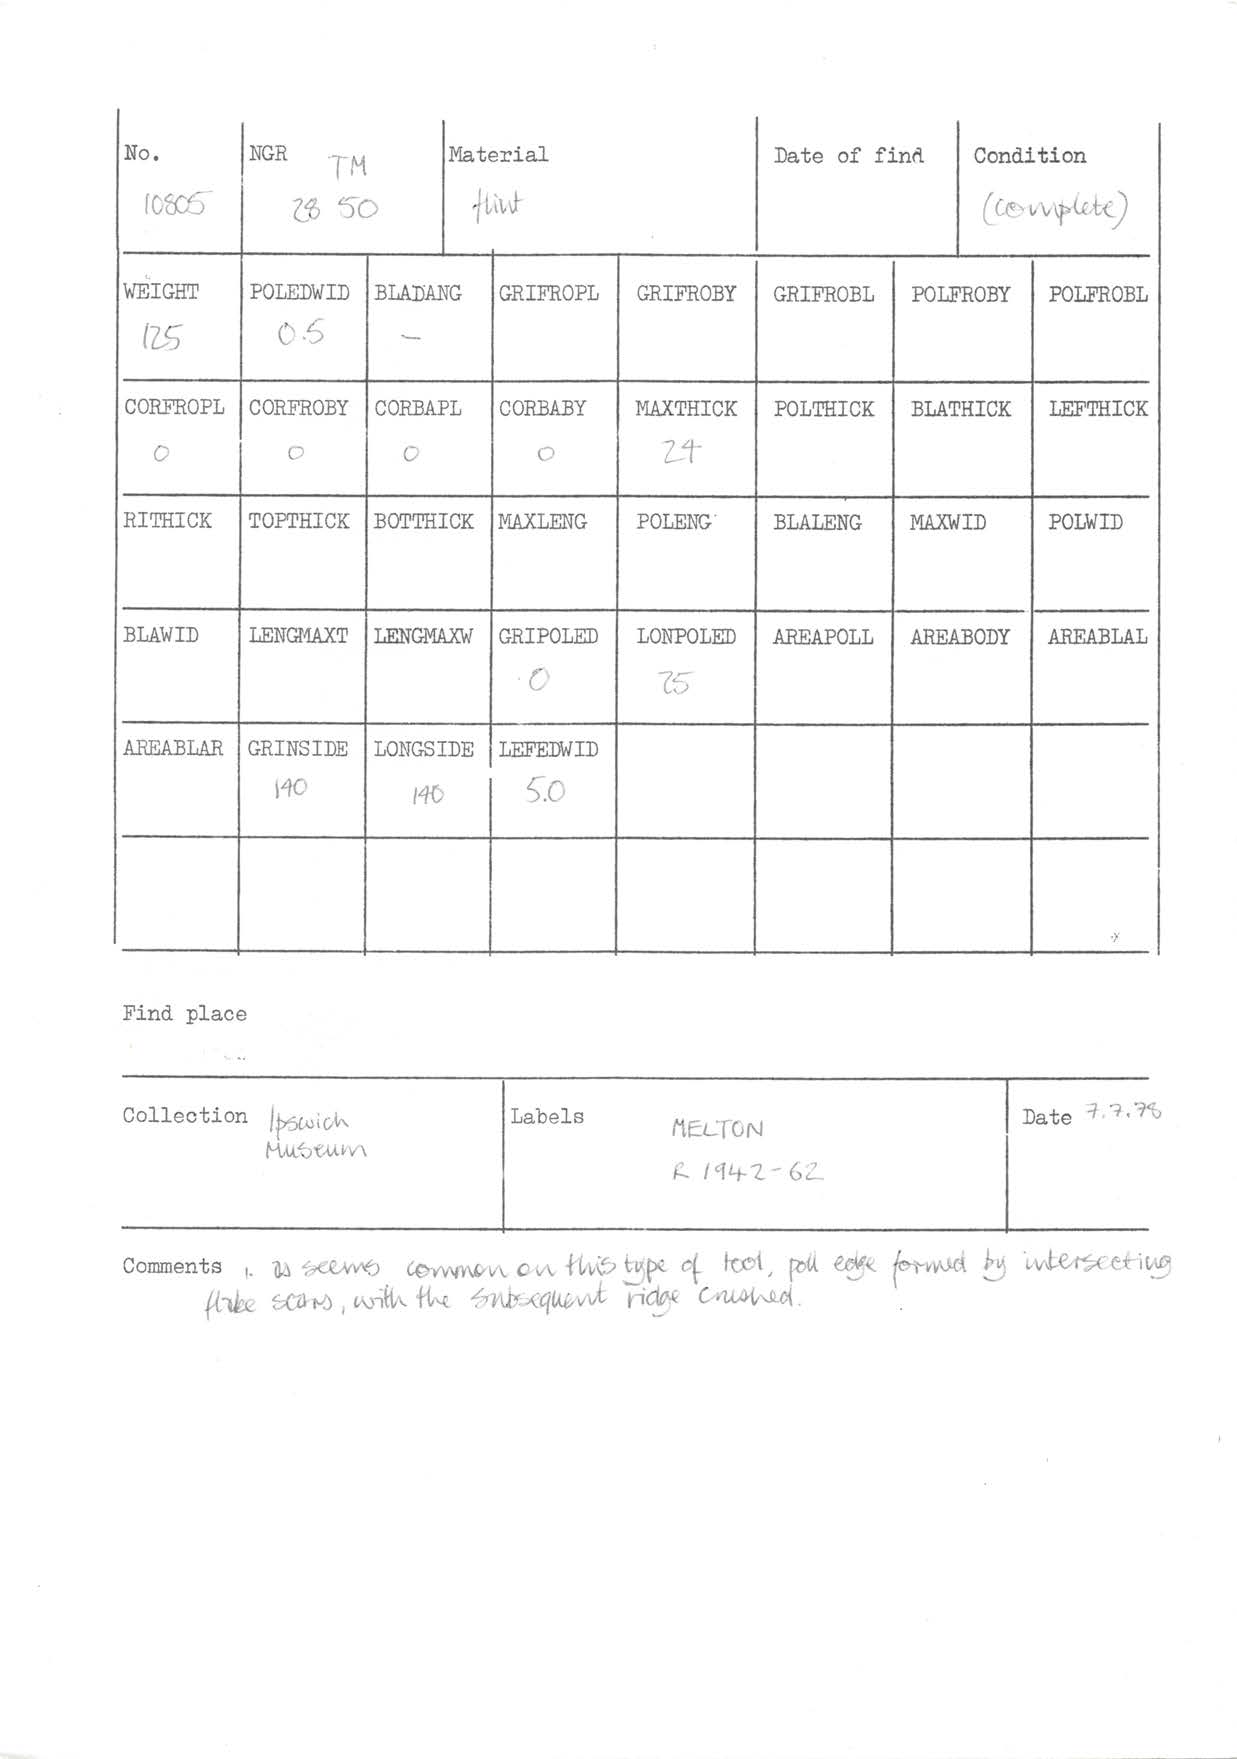 No. NGR TM Material Date of find Condition
10805 28 50 flint (complete)
WEIGHT POLEDWID BLADANG GRIFROPL GRIFROBY GRIFROBL POLFROBY POLFROBL
125 0.5 –
CORFROPL CORFROBY CORBAPL CORBABY MAXTHICK POLTHICK BLATHICK LEFTHICK
0 0 0 0 24
RITHICK TOPTHICK BOTTHICK MAXLENG POLENG BLALENG MAXWID POLWID
BLAWID LENGMAXT LENGMAXW GRIPOLED LONPOLED AREAPOLL AREABODY AREABLAL
0 25
AREABLAR GRINSIDE LONGSIDE LEFEDWID
140 140 5.0
Find place
Collection Ipswich Labels MELTON Date 7.7.78
Museum R 1942-62
Comments 1. as seems common on this type of tool, poll edge formed by intersecting
flake scars, with the subsequent ridge crushed.